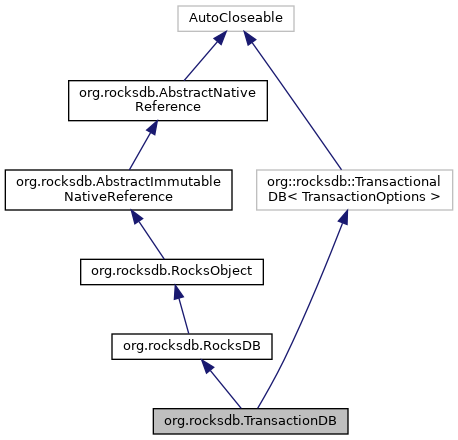 AutoCloseable
org.rocksdb.AbstractNative
Reference
org.rocksdb.AbstractImmutable
NativeReference
org::rocksdb::Transactional
DB< TransactionOptions >
org.rocksdb.RocksObject
org.rocksdb.RocksDB
org.rocksdb.TransactionDB